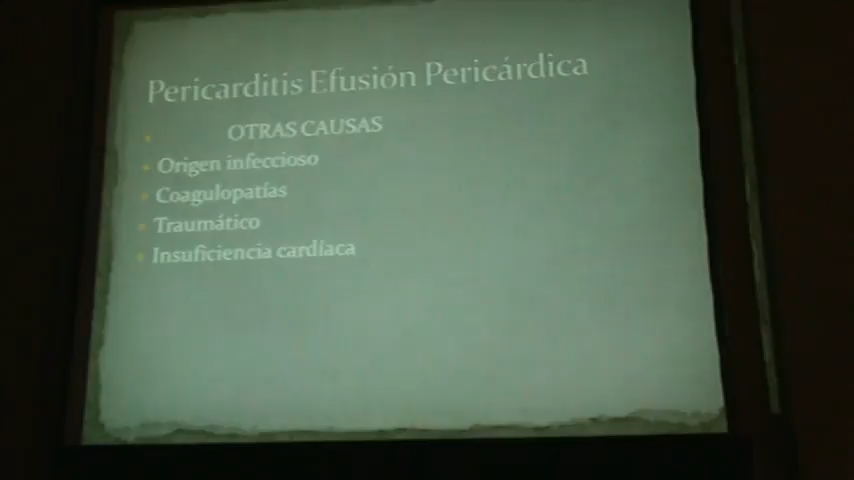 Pericarditis Efusión Pericárdica
OTRAS CAUSAS
Origen infeccioso
Coagulopatías
Traumático
Insuficiencia cardíaca